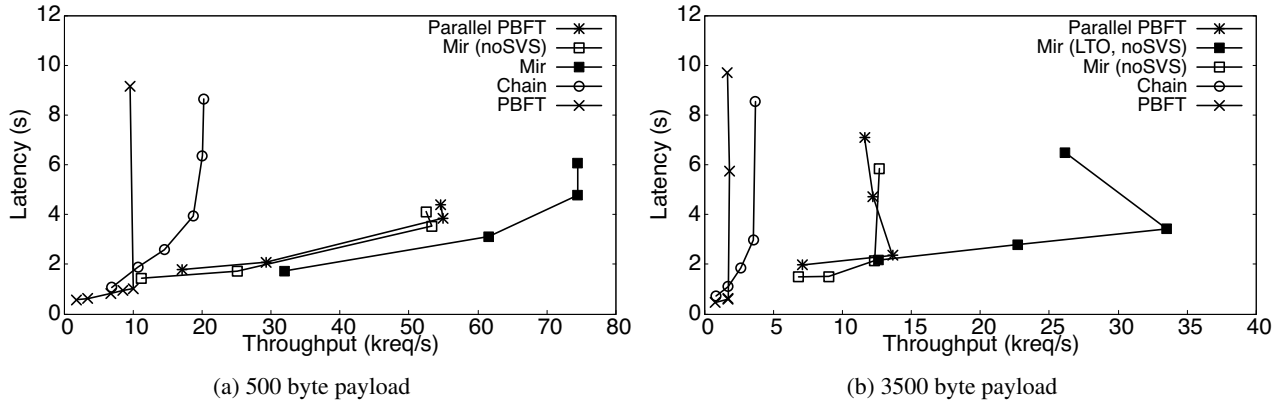 12
10
8
6
4
2
0
Latency (s)
0 10 20 30 40 50 60 70 80
Throughput (kreq/s)
Parallel PBFT
Mir (noSVS)
Mir
Chain
PBFT
(a) 500 byte payload
12
10
8
6
4
2
0
Latency (s)
0 5 10 15 20 25 30 35 40
Throughput (kreq/s)
Parallel PBFT
Mir (LTO, noSVS)
Mir (noSVS)
Chain
PBFT
(b) 3500 byte payload